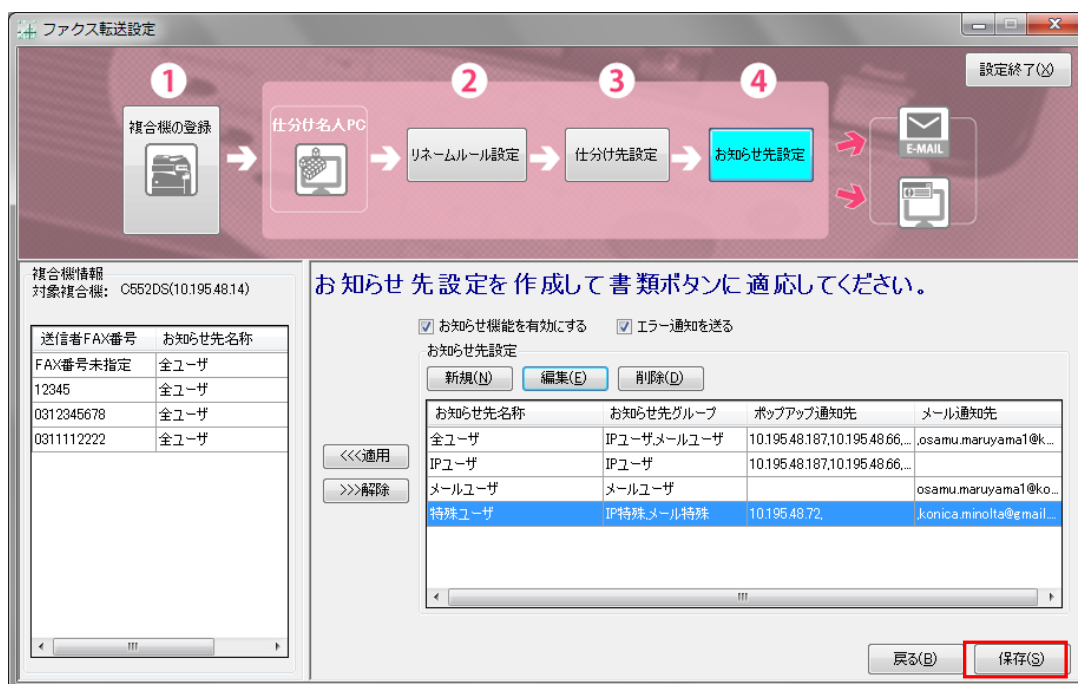 ファクス転送設定
設定終了(X)
1
2
3
4
複合機の登録
仕分け名人PC
リネームルール設定
仕分け先設定
お知らせ先設定
E-MAIL
複合機情報
対象複合機: C552DS(10.195.48.14)
送信者FAX番号 お知らせ先名称
FAX番号未指定 全ユーザ
12345 全ユーザ
0312345678 全ユーザ
0311112222 全ユーザ
お知らせ先設定を作成して書類ボタンに適応してください。
お知らせ機能を有効にする エラー通知を送る
お知らせ先設定
新規(N) 編集(E) 削除(D)
<<<適用
>>>解除
お知らせ先名称 お知らせ先グループ ポップアップ通知先 メール通知先
全ユーザ IPユーザ,メールユーザ 10.195.48.187,10.195.48.66,... ,osamu.maruyama1@k...
IPユーザ IPユーザ 10.195.48.187,10.195.48.66,...
メールユーザ メールユーザ osamu.maruyama1@ko...
特殊ユーザ IP特殊,メール特殊 10.195.48.72, ,konica.minolta@gmail....
戻る(B) 保存(S)